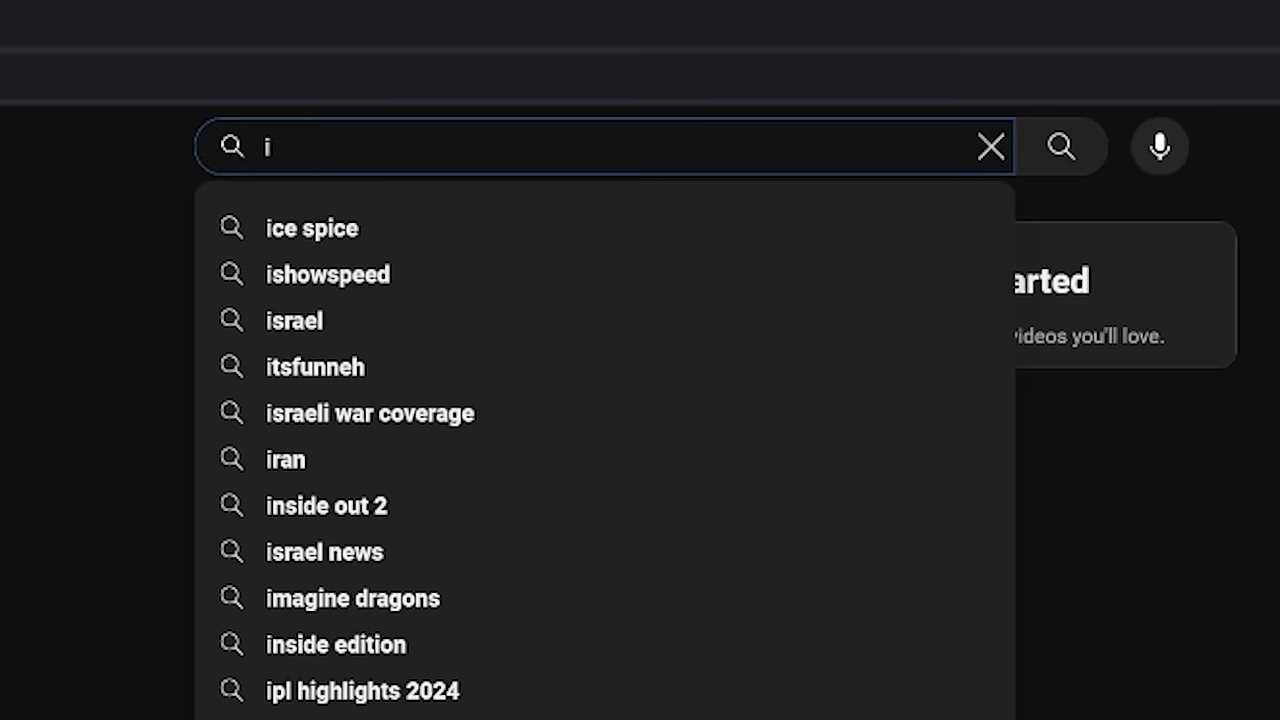 i
ice spice
ishowspeed
israel
arted
videos you'll love.
itsfunneh
israeli war coverage
iran
inside out 2
israel news
imagine dragons
inside edition
ipl highlights 2024